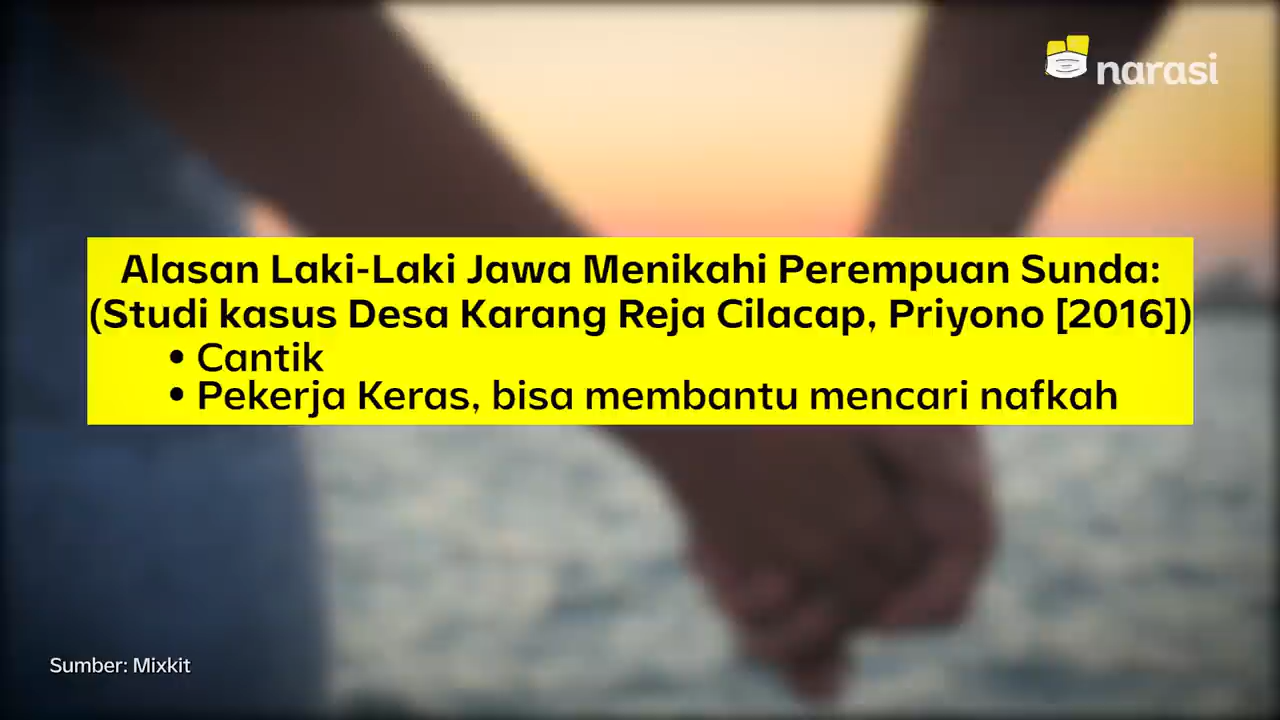 narasi
Alasan Laki-Laki Jawa Menikahi Perempuan Sunda:
(Studi kasus Desa Karang Reja Cilacap, Priyono [2016])
• Cantik
• Pekerja Keras, bisa membantu mencari nafkah
Sumber: Mixkit